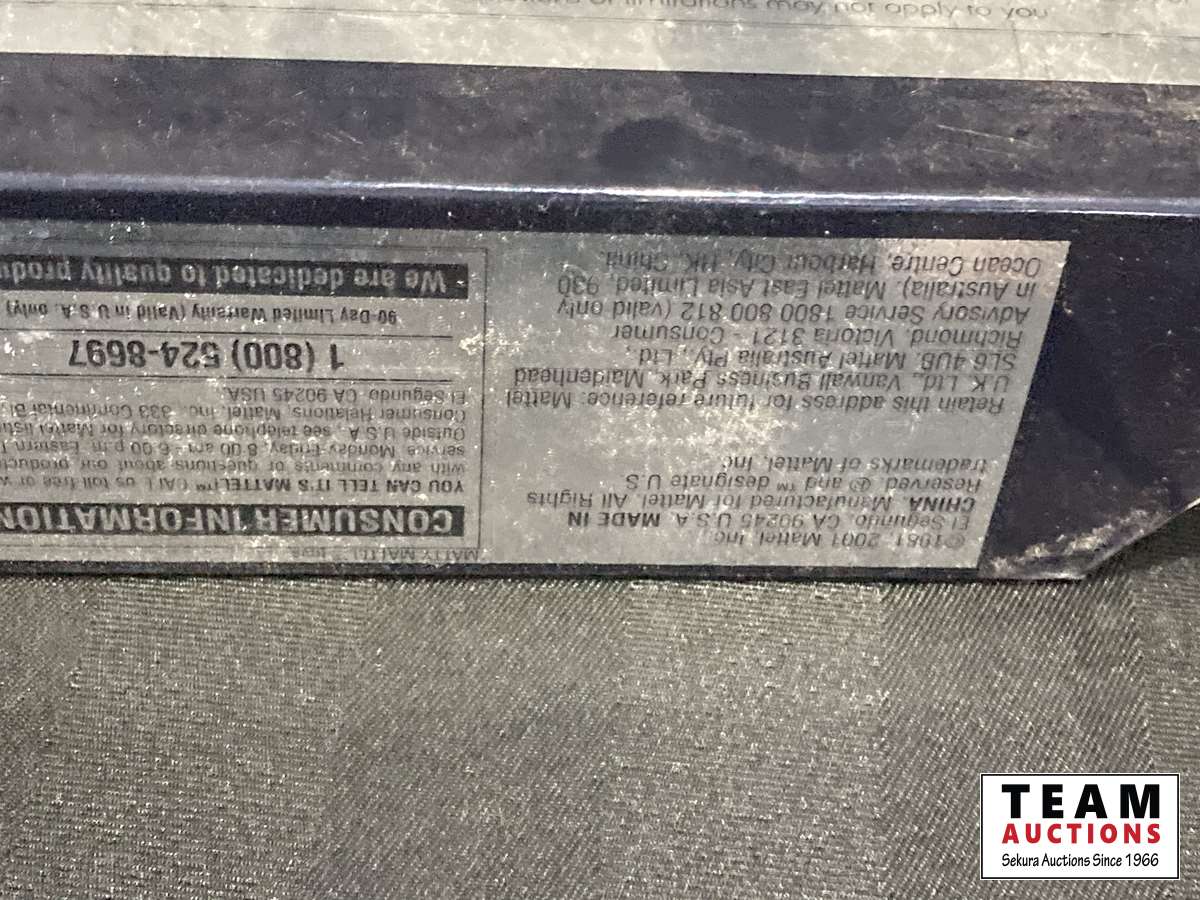 or limitations may not apply to you
©1981, 2001 Mattel, Inc.
El Segundo, CA 90245 U.S.A. MADE IN
CHINA. Manufactured for Mattel. All Rights
Reserved. ® and ™ designate U.S.
trademarks of Mattel, Inc.
Retain this address for future reference: Mattel
U.K. Ltd., Vanwall Business Park, Maidenhead
SL6 4UB. Mattel Australia Pty., Ltd.,
Richmond, Victoria 3121 - Consumer
Advisory Service 1800 800 812 (valid only
in Australia). Mattel East Asia Limited, 930
Ocean Centre, Harbour City, HK, China.
CONSUMER INFORMATION
YOU CAN TELL IT'S MATTEL!™ CALL us toll free or
with any comments or questions about our
service. Monday-Friday, 8:00 am - 6:00 p.m. Eastern
Outside U.S.A., see telephone directory for Mattel
Consumer Relations, Mattel, Inc., 333 Continental
El Segundo, CA 90245 USA.
1 (800) 524-8697
90-Day Limited Warranty (Valid in U.S.A. only)
We are dedicated to quality
TEAM
AUCTIONS
Sekura Auctions Since 1966